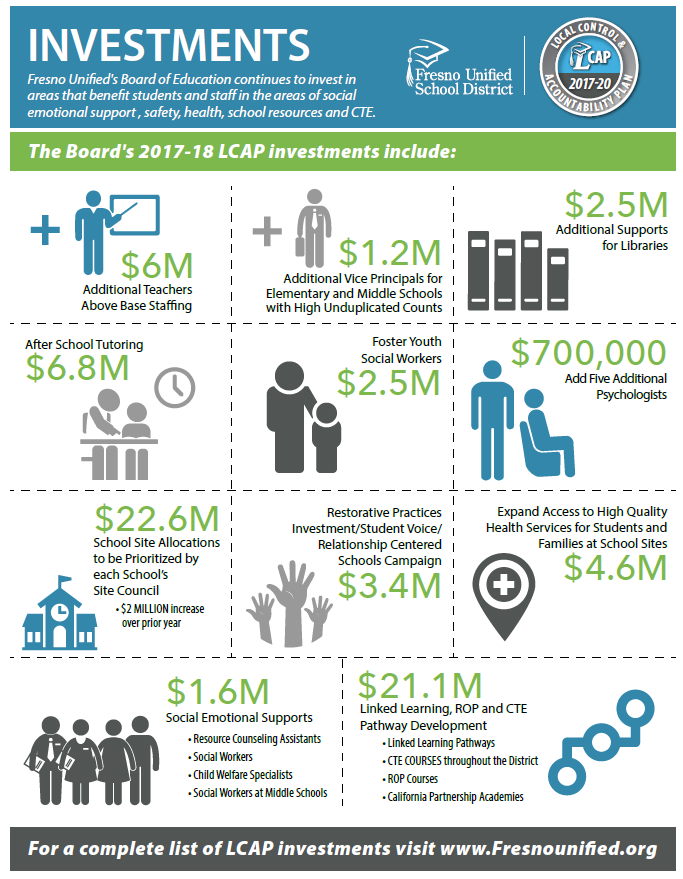 INVESTMENTS
Fresno Unified's Board of Education continues to invest in
areas that benefit students and staff in the areas of social
emotional support , safety, health, school resources and CTE.
Fresno Unified
School District
LOCAL CONTROL &
LCAP
2017-20
ACCOUNTABILITY PLAN
The Board's 2017-18 LCAP investments include:
+
$6M
Additional Teachers
Above Base Staffing
+
$1.2M
Additional Vice Principals for
Elementary and Middle Schools
with High Unduplicated Counts
$2.5M
Additional Supports
for Libraries
After School Tutoring
$6.8M
Foster Youth
Social Workers
$2.5M
$700,000
Add Five Additional
Psychologists
$22.6M
School Site Allocations
to be Prioritized by
each School's
Site Council
• $2 MILLION increase
over prior year
Restorative Practices
Investment/Student Voice/
Relationship Centered
Schools Campaign
$3.4M
Expand Access to High Quality
Health Services for Students and
Families at School Sites
$4.6M
$1.6M
Social Emotional Supports
• Resource Counseling Assistants
• Social Workers
• Child Welfare Specialists
• Social Workers at Middle Schools
$21.1M
Linked Learning, ROP and CTE
Pathway Development
• Linked Learning Pathways
• CTE COURSES throughout the District
• ROP Courses
• California Partnership Academies
For a complete list of LCAP investments visit www.Fresnounified.org